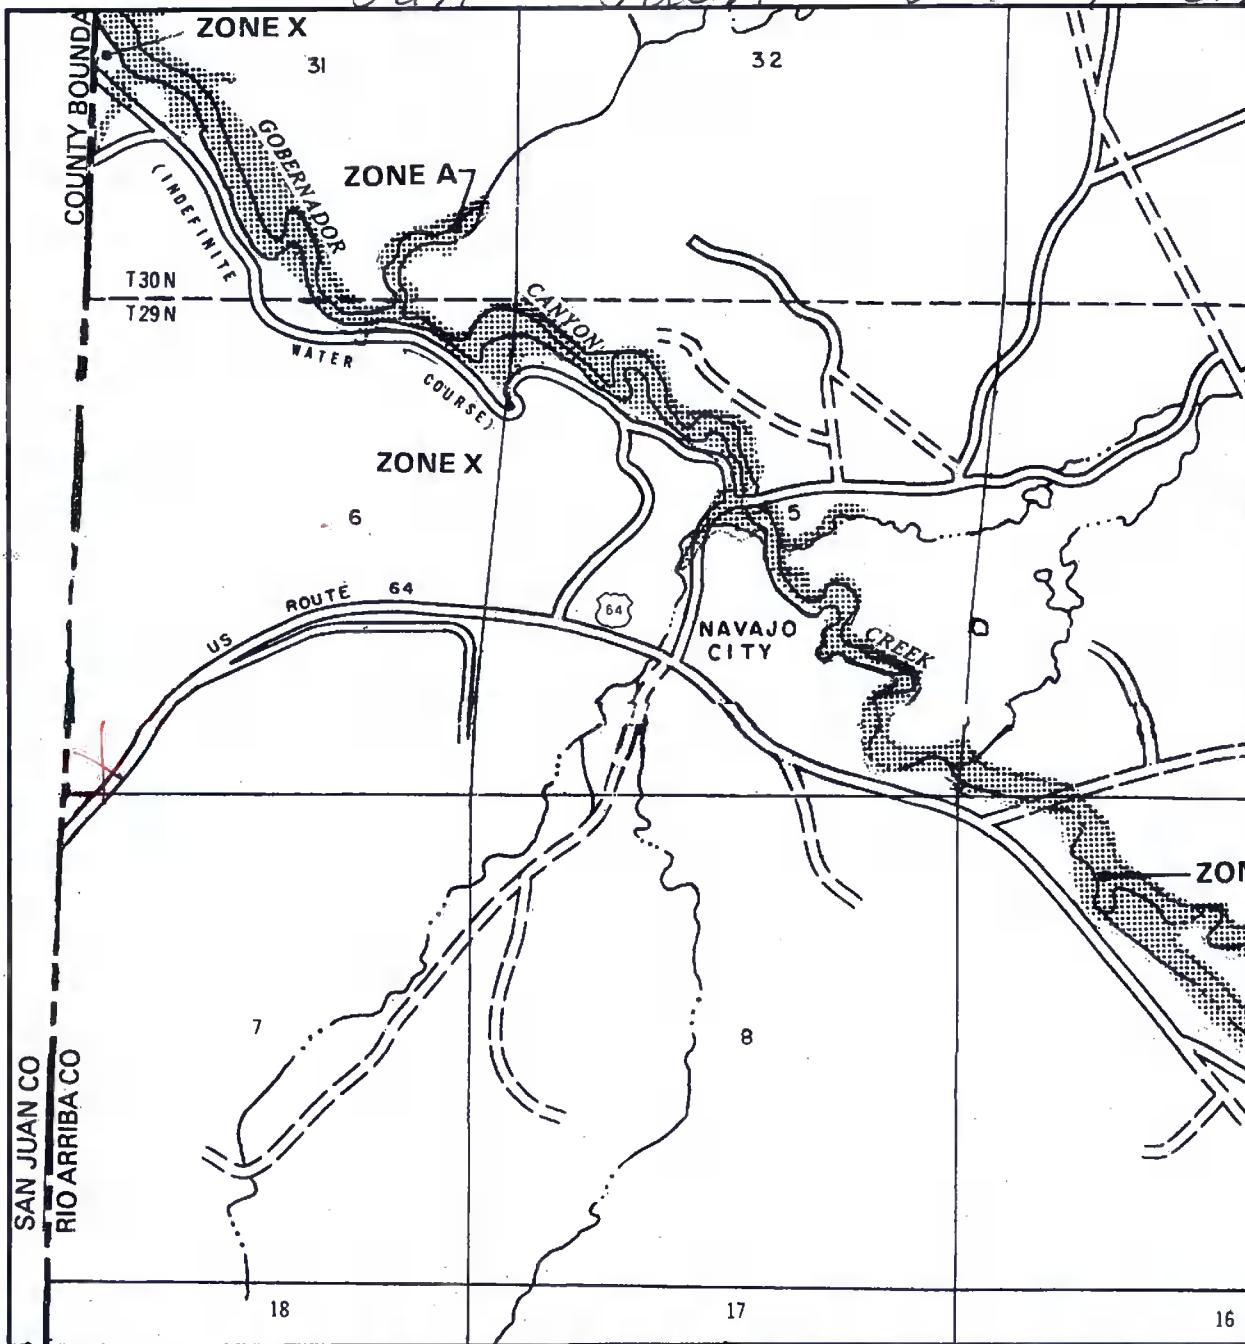 ZONE X
31
32
COUNTY BOUNDA
GOBERNADOR
ZONE A
(INDEFINITE
T30N
T29N
CANYON
WATER
COURSE)
ZONE X
6
5
US ROUTE 64
64
NAVAJO
CITY
CREEK
ZON
7
8
SAN JUAN CO
RIO ARRIBA CO
18
17
16